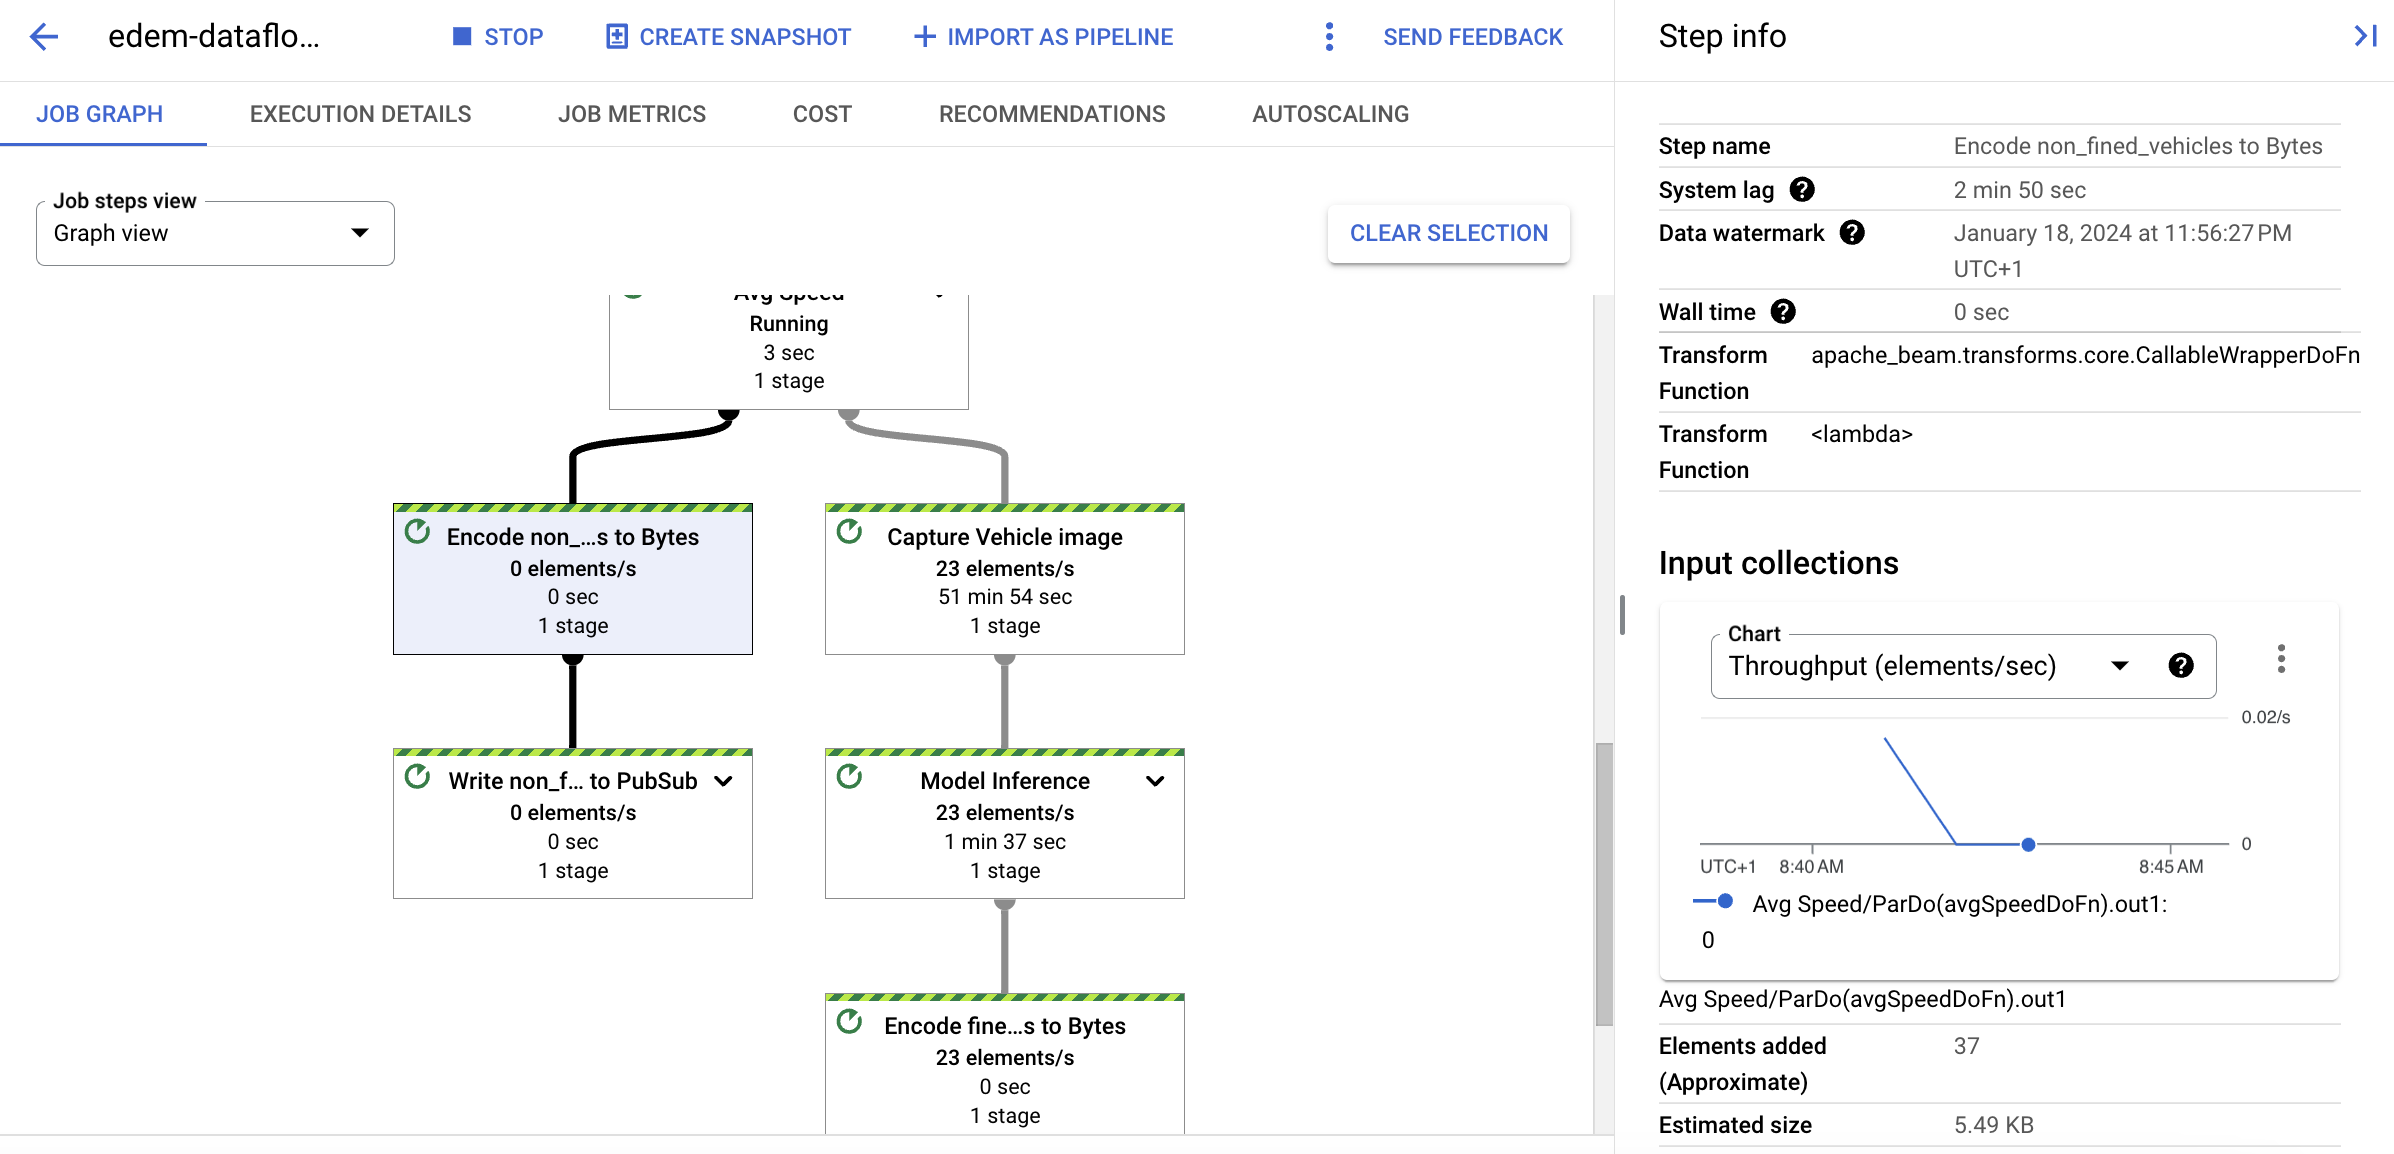 edem-dataflo...
STOP
CREATE SNAPSHOT
IMPORT AS PIPELINE
SEND FEEDBACK
JOB GRAPH
EXECUTION DETAILS
JOB METRICS
COST
RECOMMENDATIONS
AUTOSCALING
Job steps view
Graph view
CLEAR SELECTION
Avg Speed
Running
3 sec
1 stage
Encode non_...s to Bytes
0 elements/s
0 sec
1 stage
Capture Vehicle image
23 elements/s
51 min 54 sec
1 stage
Write non_f... to PubSub
0 elements/s
0 sec
1 stage
Model Inference
23 elements/s
1 min 37 sec
1 stage
Encode fine...s to Bytes
23 elements/s
0 sec
1 stage
Step info
Step name Encode non_fined_vehicles to Bytes
System lag ? 2 min 50 sec
Data watermark ? January 18, 2024 at 11:56:27 PM
UTC+1
Wall time ? 0 sec
Transform apache_beam.transforms.core.CallableWrapperDoFn
Function
Transform <lambda>
Function
Input collections
Chart
Throughput (elements/sec) ?
0.02/s
0
UTC+1 8:40 AM 8:45 AM
Avg Speed/ParDo(avgSpeedDoFn).out1:
0
Avg Speed/ParDo(avgSpeedDoFn).out1
Elements added 37
(Approximate)
Estimated size 5.49 KB